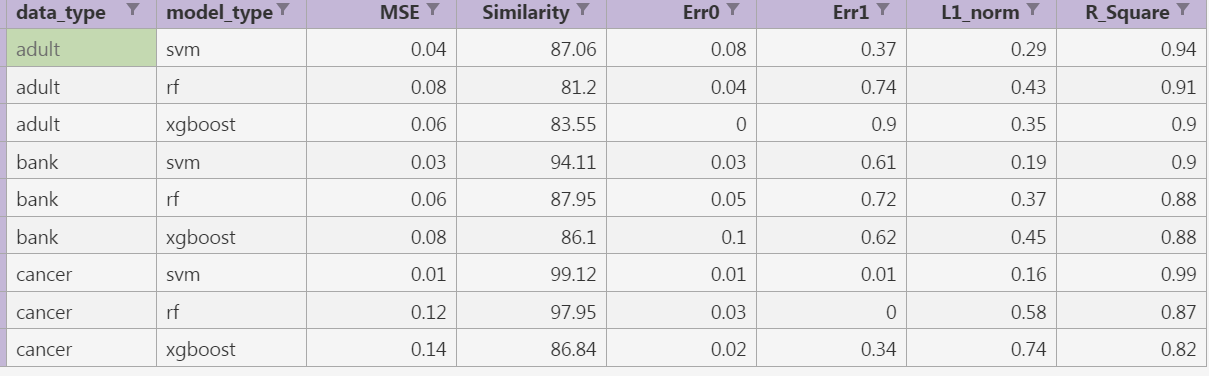 data_type model_type MSE Similarity Err0 Err1 L1_norm R_Square
adult svm 0.04 87.06 0.08 0.37 0.29 0.94
adult rf 0.08 81.2 0.04 0.74 0.43 0.91
adult xgboost 0.06 83.55 0 0.9 0.35 0.9
bank svm 0.03 94.11 0.03 0.61 0.19 0.9
bank rf 0.06 87.95 0.05 0.72 0.37 0.88
bank xgboost 0.08 86.1 0.1 0.62 0.45 0.88
cancer svm 0.01 99.12 0.01 0.01 0.16 0.99
cancer rf 0.12 97.95 0.03 0 0.58 0.87
cancer xgboost 0.14 86.84 0.02 0.34 0.74 0.82